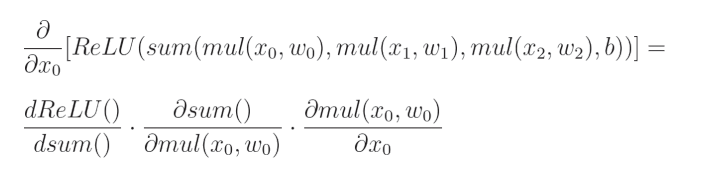 ∂/∂x₀ [ReLU(sum(mul(x₀, w₀), mul(x₁, w₁), mul(x₂, w₂), b))] =
dReLU()/dsum() · ∂sum()/∂mul(x₀, w₀) · ∂mul(x₀, w₀)/∂x₀